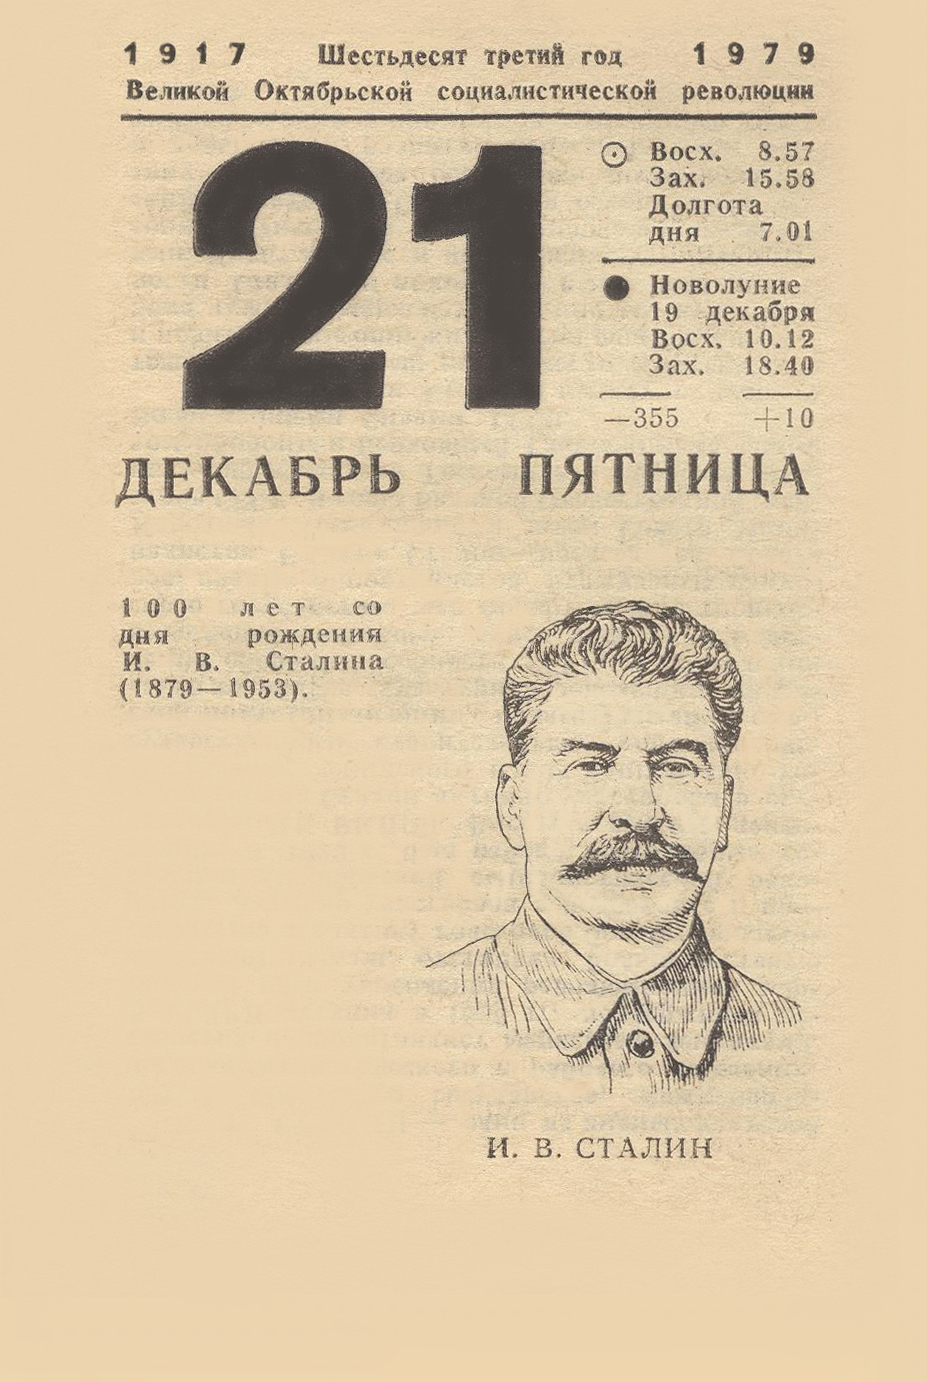 1917 Шестьдесят третий год 1979
Великой Октябрьской социалистической революции
21
Восх. 8.57
Зах. 15.58
Долгота
дня 7.01
Новолуние
19 декабря
Восх. 10.12
Зах. 18.40
—355 +10
ДЕКАБРЬ ПЯТНИЦА
100 лет со
дня рождения
И. В. Сталина
(1879—1953).
И. В. СТАЛИН